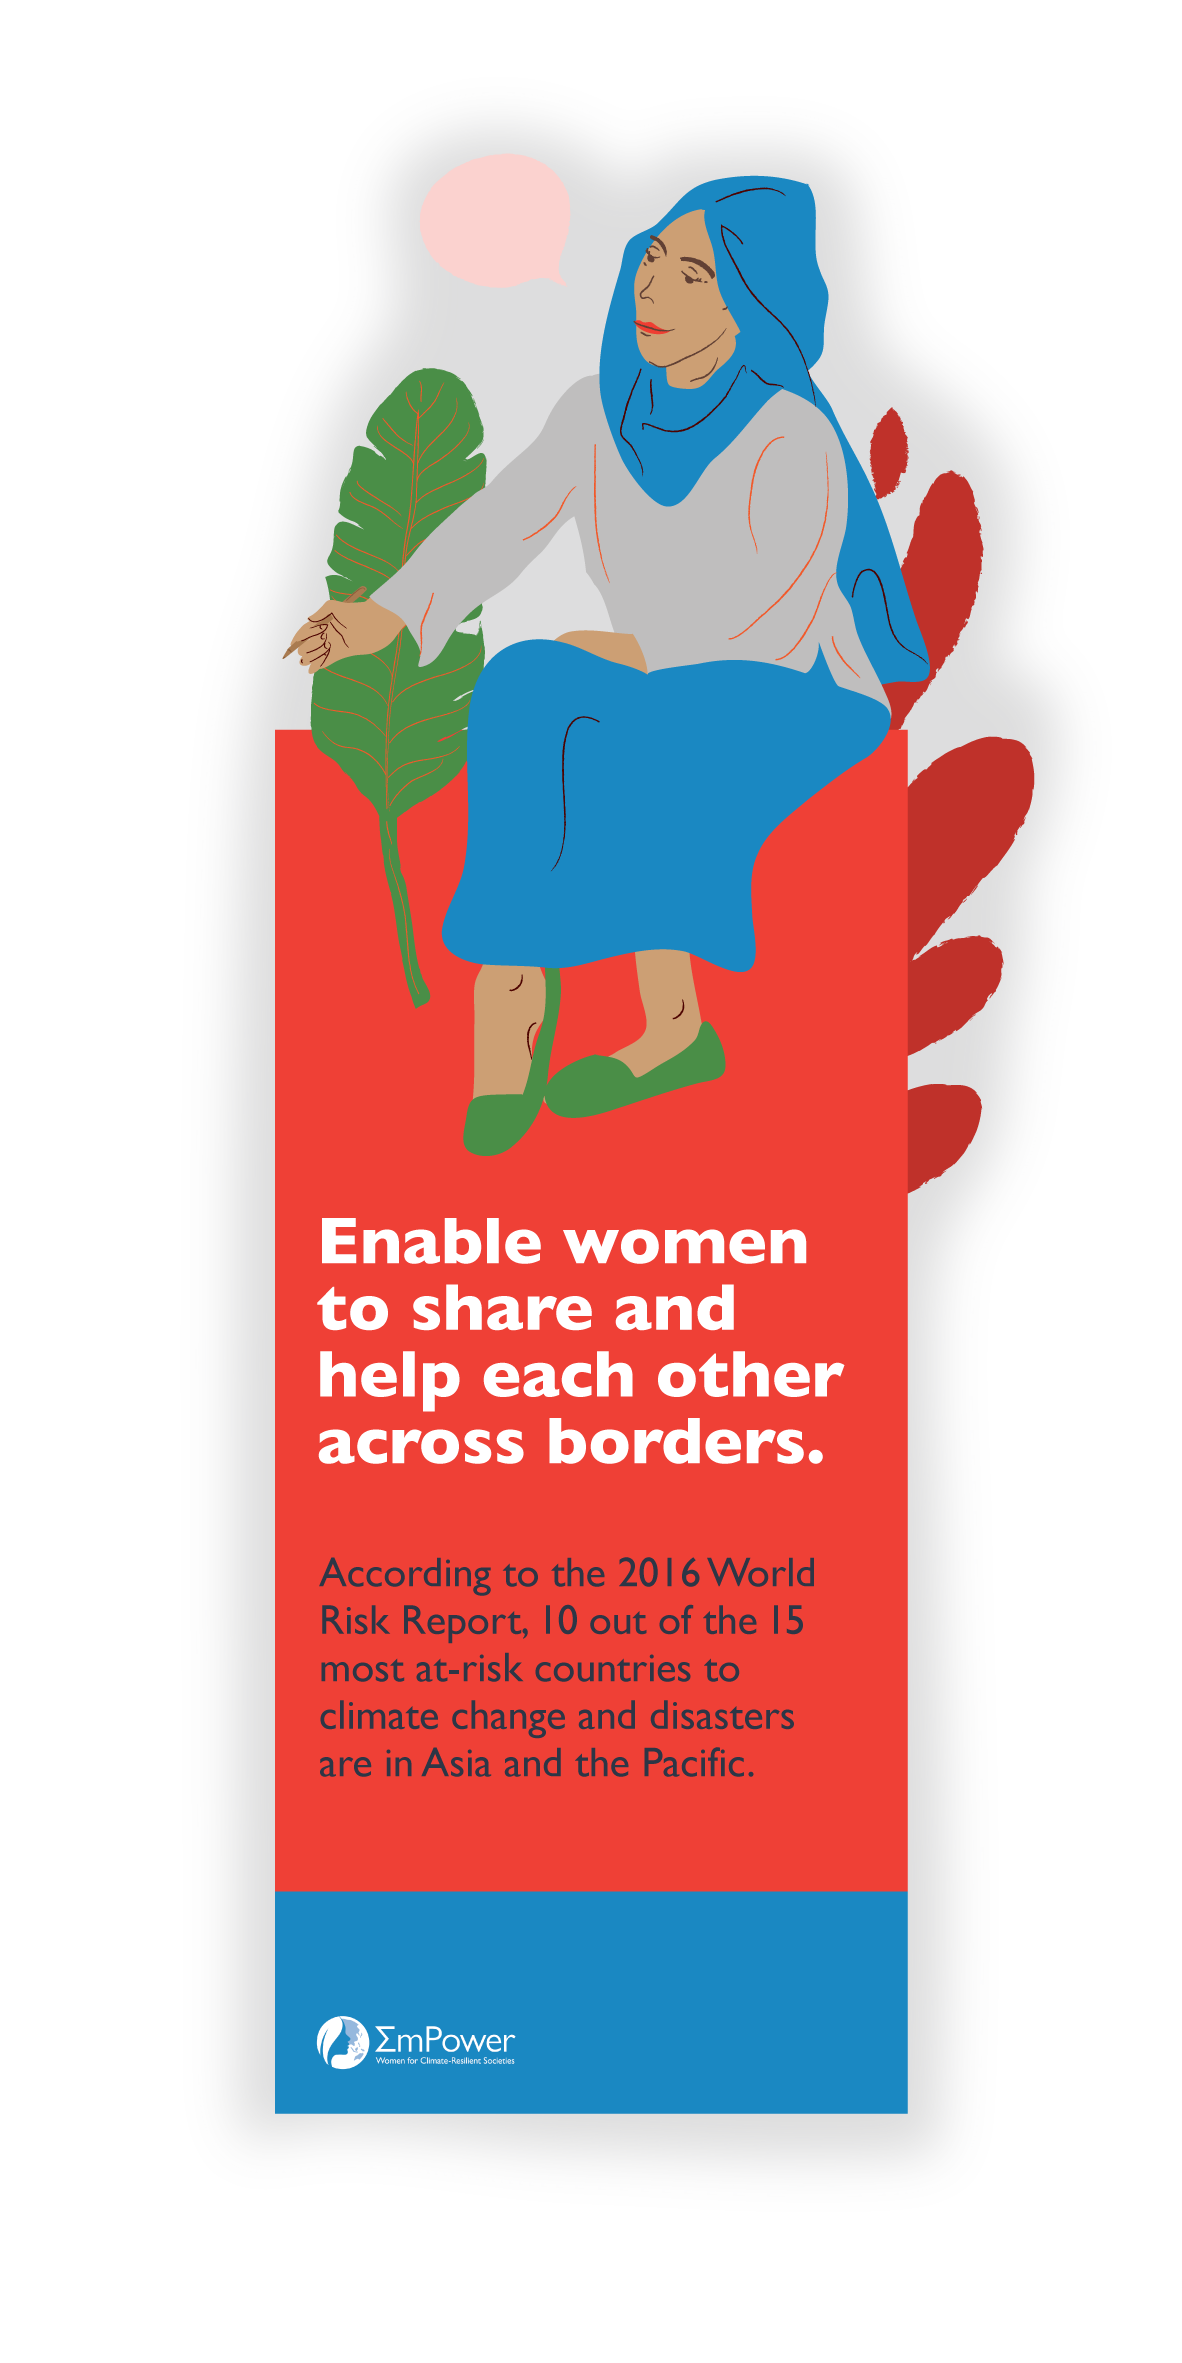 Enable women
to share and
help each other
across borders.
According to the 2016 World
Risk Report, 10 out of the 15
most at-risk countries to
climate change and disasters
are in Asia and the Pacific.
ΣmPower
Women for Climate-Resilient Societies